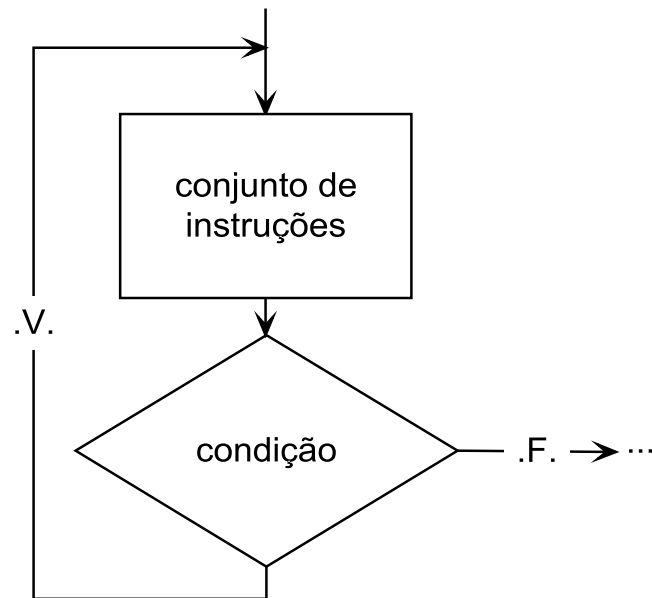 conjunto de
instruções
.V.
condição
.F.
...